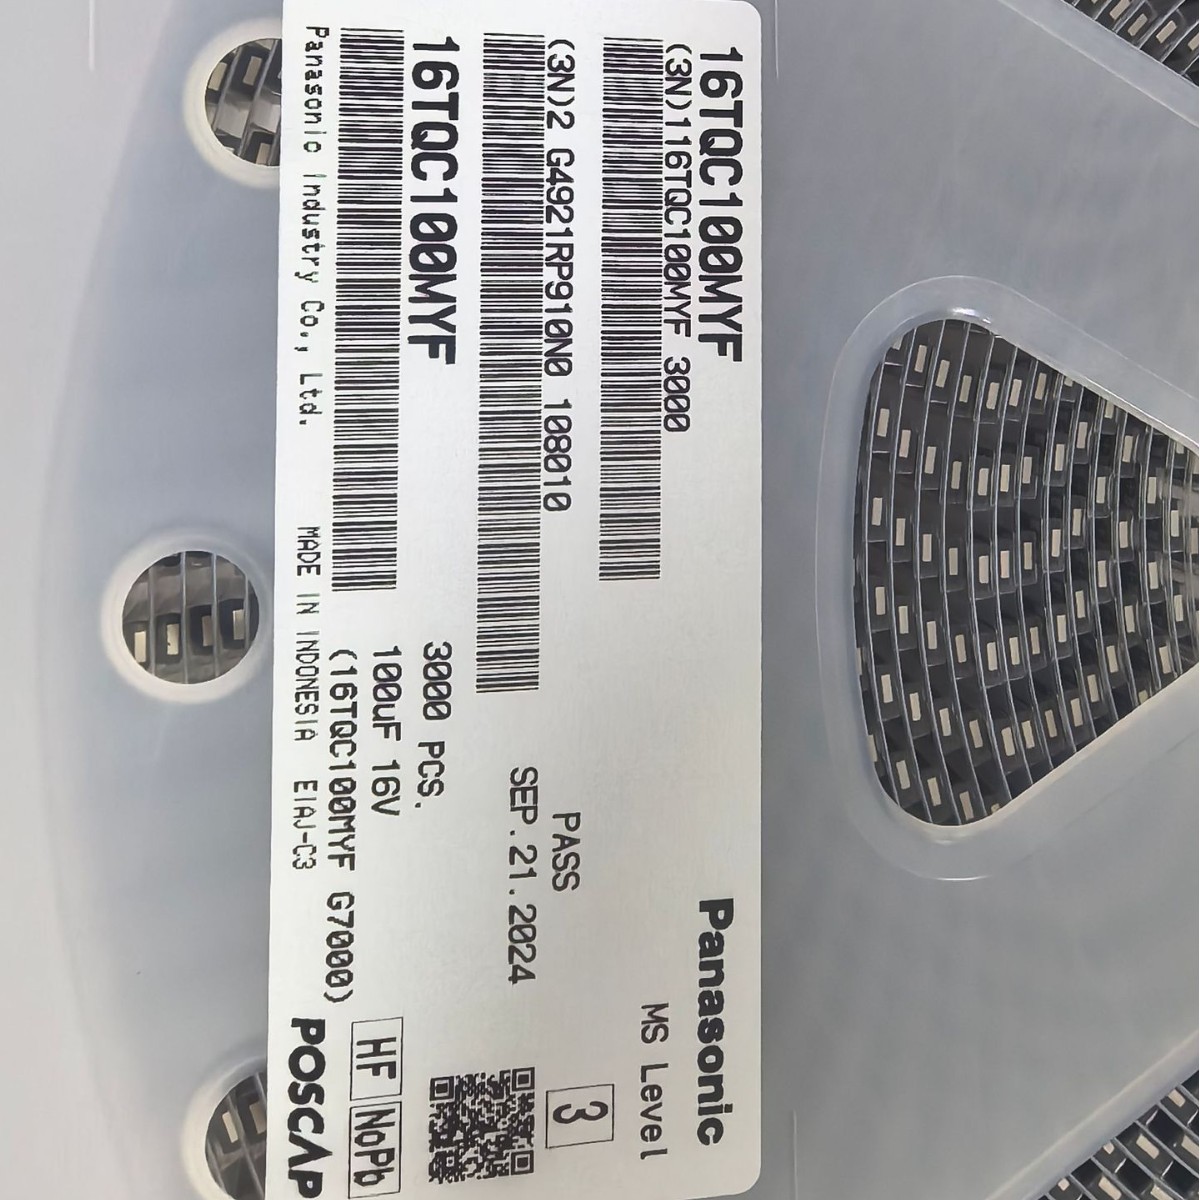 16TQC100MYF
Panasonic
(3N)116TQC100MYF 3000
MS Level
3
(3N)2 G4921RP910N0 108010
PASS
SEP.21.2024
16TQC100MYF
3000 PCS.
100uF 16V
HF NoPb
(16TQC100MYF G7000)
Panasonic Industry Co., Ltd. MADE IN INDONESIA EIAJ-C3
POSCAP